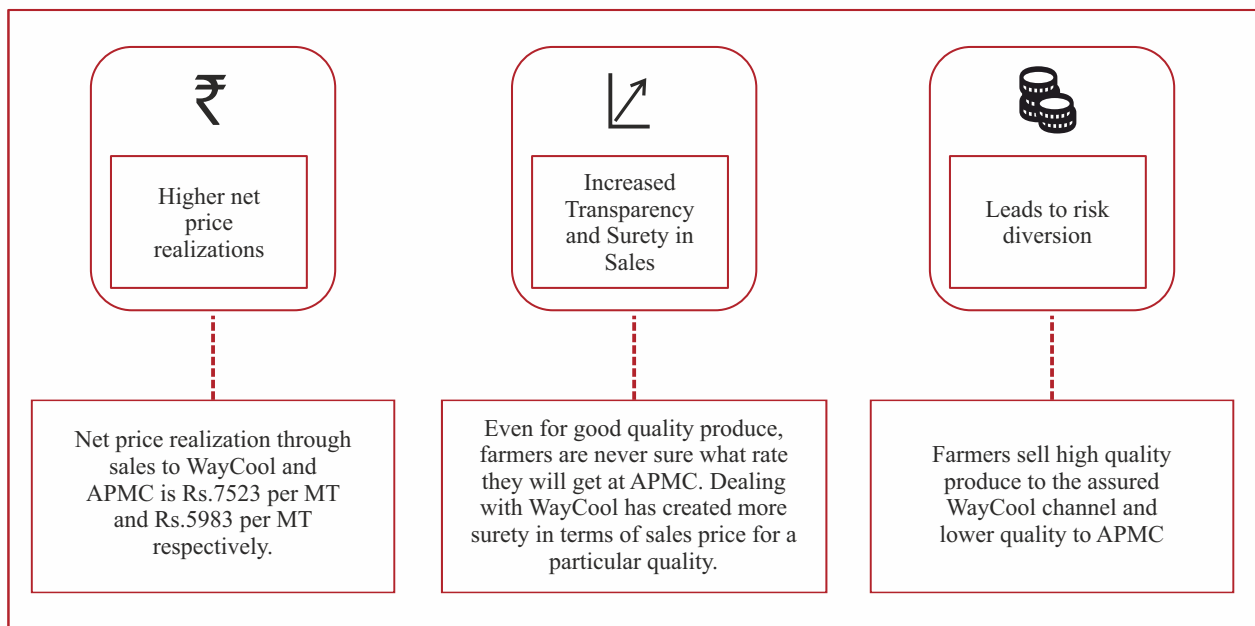 ₹
Higher net
price
realizations
Increased
Transparency
and Surety in
Sales
Leads to risk
diversion
Net price realization through
sales to WayCool and
APMC is Rs.7523 per MT
and Rs.5983 per MT
respectively.
Even for good quality produce,
farmers are never sure what rate
they will get at APMC. Dealing
with WayCool has created more
surety in terms of sales price for a
particular quality.
Farmers sell high quality
produce to the assured
WayCool channel and
lower quality to APMC